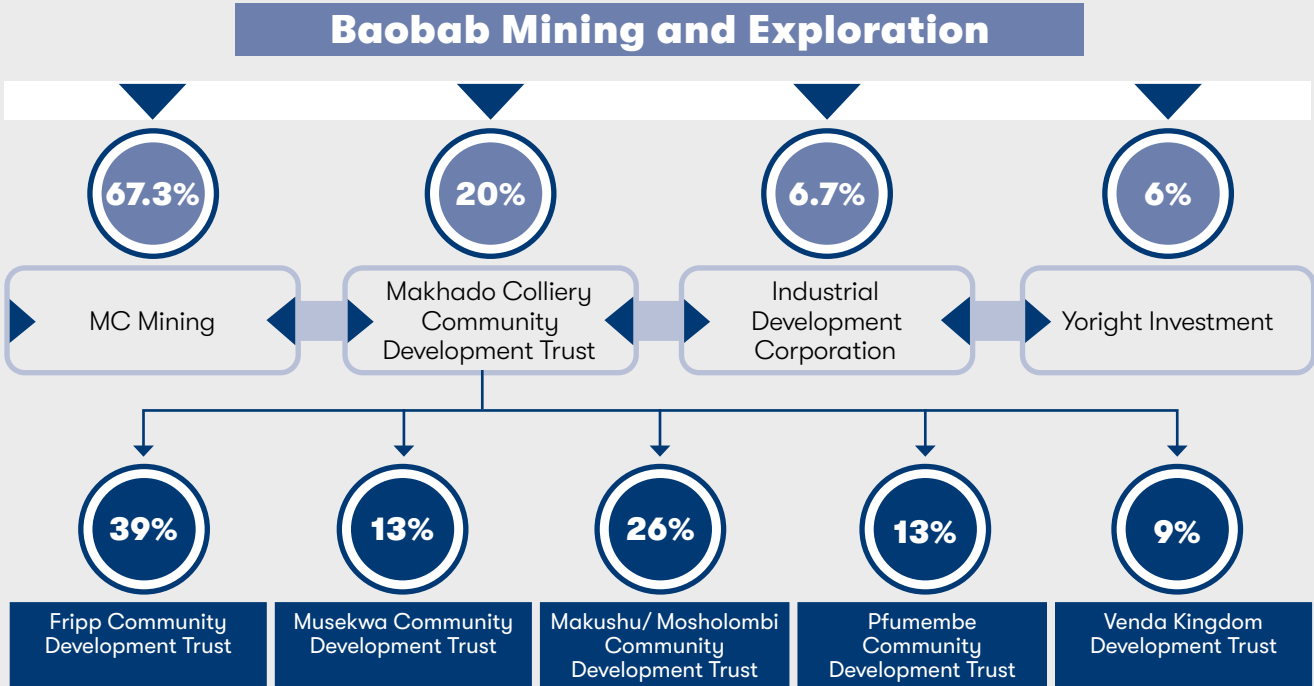 Baobab Mining and Exploration
67.3%
20%
6.7%
6%
MC Mining
Makhado Colliery
Community
Development Trust
Industrial
Development
Corporation
Yoright Investment
39%
13%
26%
13%
9%
Fripp Community
Development Trust
Musekwa Community
Development Trust
Makushu/ Mosholombi
Community
Development Trust
Pfumembe
Community
Development Trust
Venda Kingdom
Development Trust